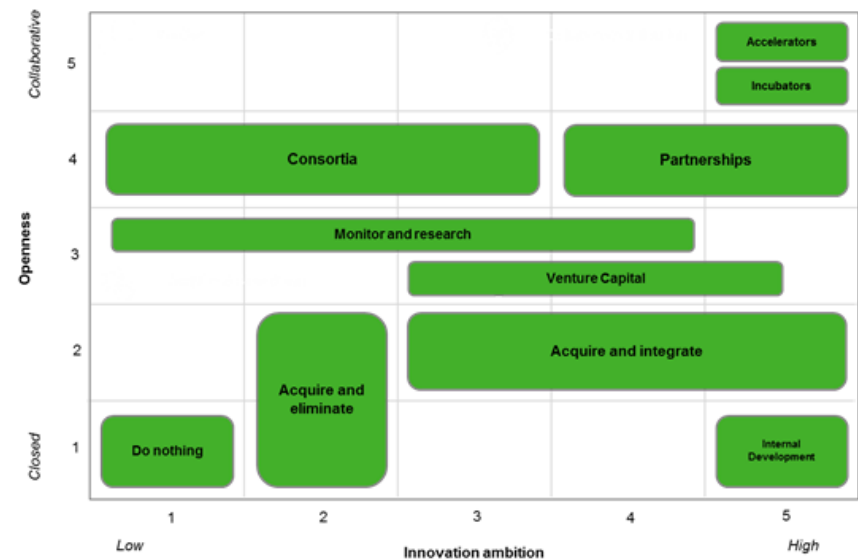 Collaborative
5
Accelerators
Incubators
4
Consortia
Partnerships
Openness
3
Monitor and research
Venture Capital
2
Acquire and integrate
Acquire and
eliminate
Closed
1
Do nothing
Internal
Development
1
2
3
4
5
Low
Innovation ambition
High